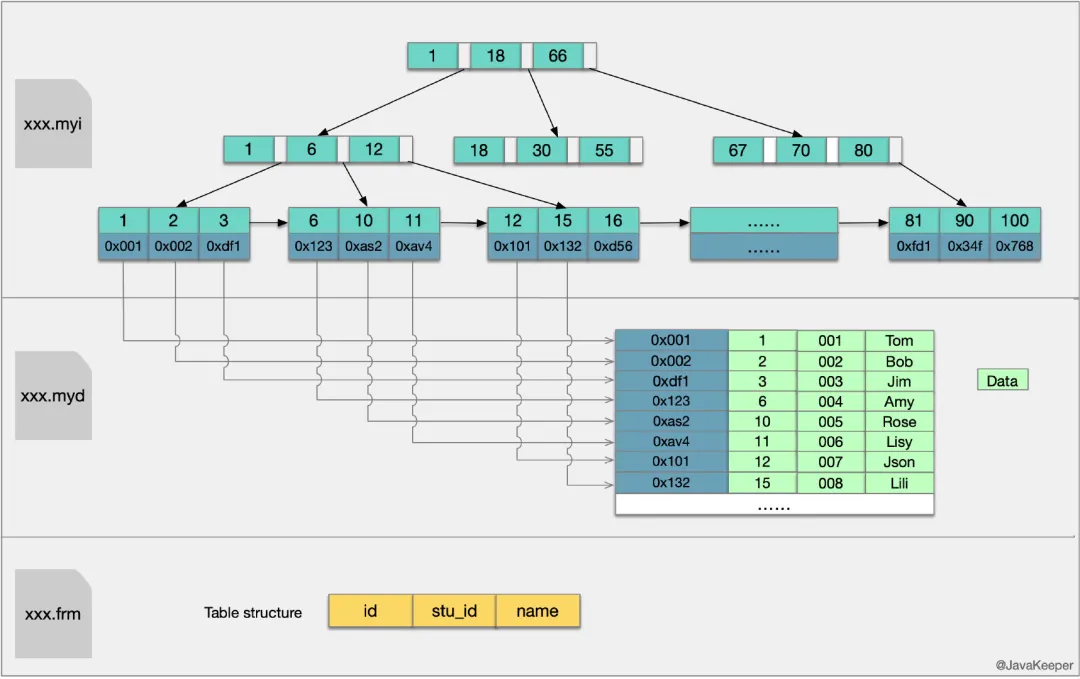 1 18 66
xxx.myi
1 6 12
18 30 55
67 70 80
1 2 3
0x001 0x002 0xdf1
6 10 11
0x123 0xas2 0xav4
12 15 16
0x101 0x132 0xd56
......
......
81 90 100
0xfd1 0x34f 0x768
xxx.myd
0x001 1 001 Tom
0x002 2 002 Bob
0xdf1 3 003 Jim
0x123 6 004 Amy
0xas2 10 005 Rose
0xav4 11 006 Lisy
0x101 12 007 Json
0x132 15 008 Lili
......
Data
xxx.frm
Table structure
id stu_id name
@JavaKeeper